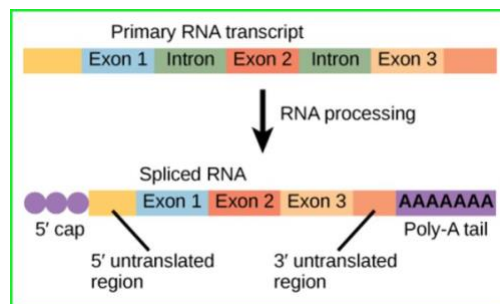 Primary RNA transcript
Exon 1 Intron Exon 2 Intron Exon 3
RNA processing
Spliced RNA
Exon 1 Exon 2 Exon 3 AAAAAAA
5′ cap Poly-A tail
5′ untranslated 3′ untranslated
region region